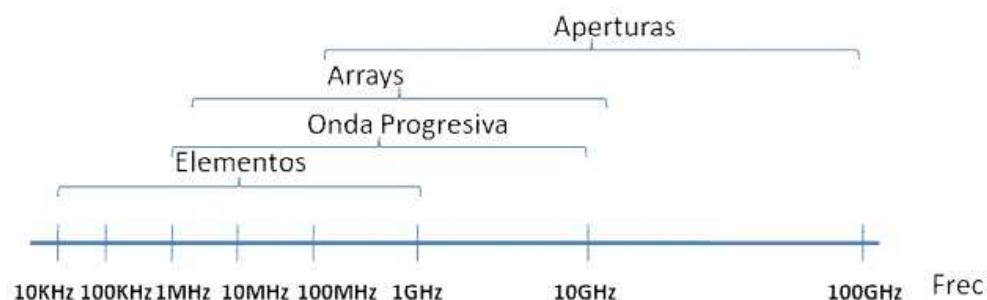 Aperturas
Arrays
Onda Progresiva
Elementos
10KHz 100KHz 1MHz 10MHz 100MHz 1GHz 10GHz 100GHz Frec